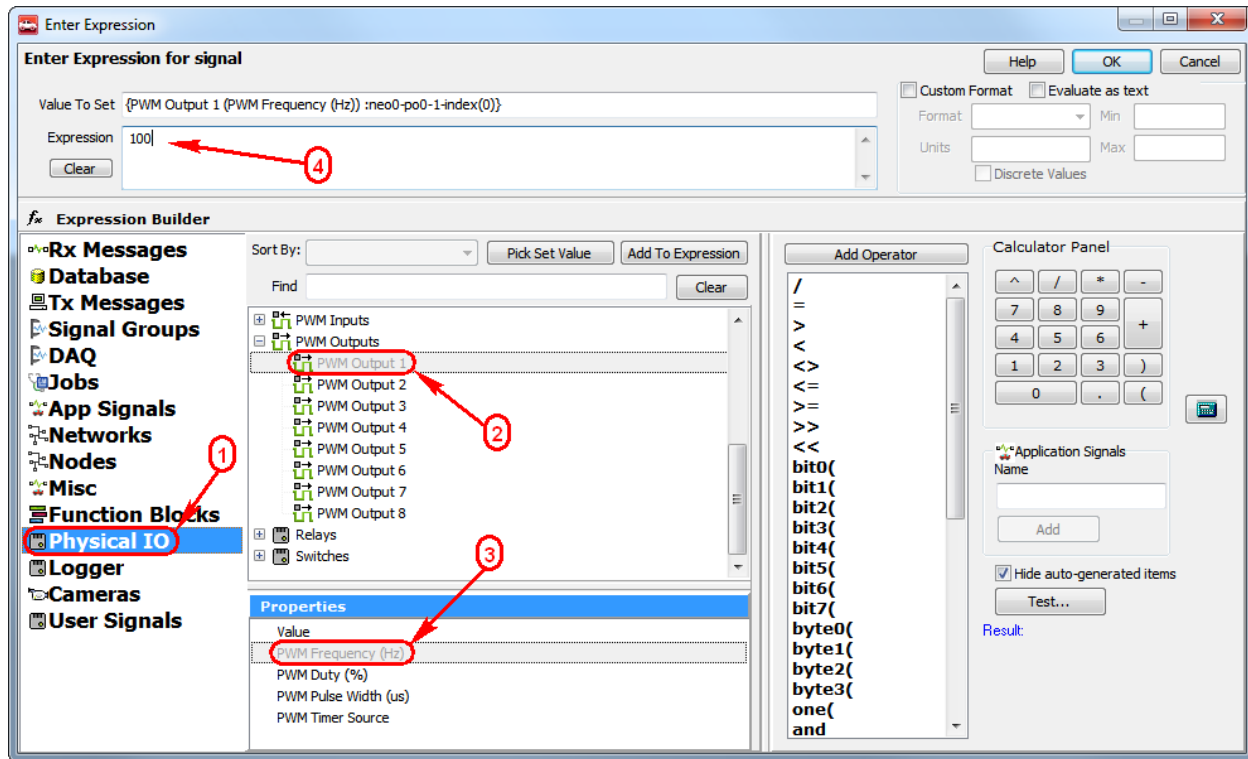 Enter Expression
Enter Expression for signal
Help
OK
Cancel
Value To Set {PWM Output 1 (PWM Frequency (Hz)) :neo0-po0-1-index(0)}
Custom Format
Evaluate as text
Format
Min
Expression 100
Units
Max
Clear
4
Discrete Values
fx Expression Builder
Rx Messages
Database
Tx Messages
Signal Groups
DAQ
Jobs
App Signals
Networks
Nodes
1
Misc
Function Blocks
Physical IO
Logger
Cameras
User Signals
Sort By:
Pick Set Value
Add To Expression
Find
Clear
PWM Inputs
PWM Outputs
PWM Output 1
PWM Output 2
PWM Output 3
PWM Output 4
2
PWM Output 5
PWM Output 6
PWM Output 7
PWM Output 8
Relays
Switches
3
Properties
Value
PWM Frequency (Hz)
PWM Duty (%)
PWM Pulse Width (us)
PWM Timer Source
Add Operator
/
=
>
<
<>
<=
>=
>>
<<
bit0(
bit1(
bit2(
bit3(
bit4(
bit5(
bit6(
bit7(
byte0(
byte1(
byte2(
byte3(
one(
and
Calculator Panel
^ / * -
7 8 9 +
4 5 6
1 2 3 )
0 . (
Application Signals
Name
Add
Hide auto-generated items
Test...
Result: